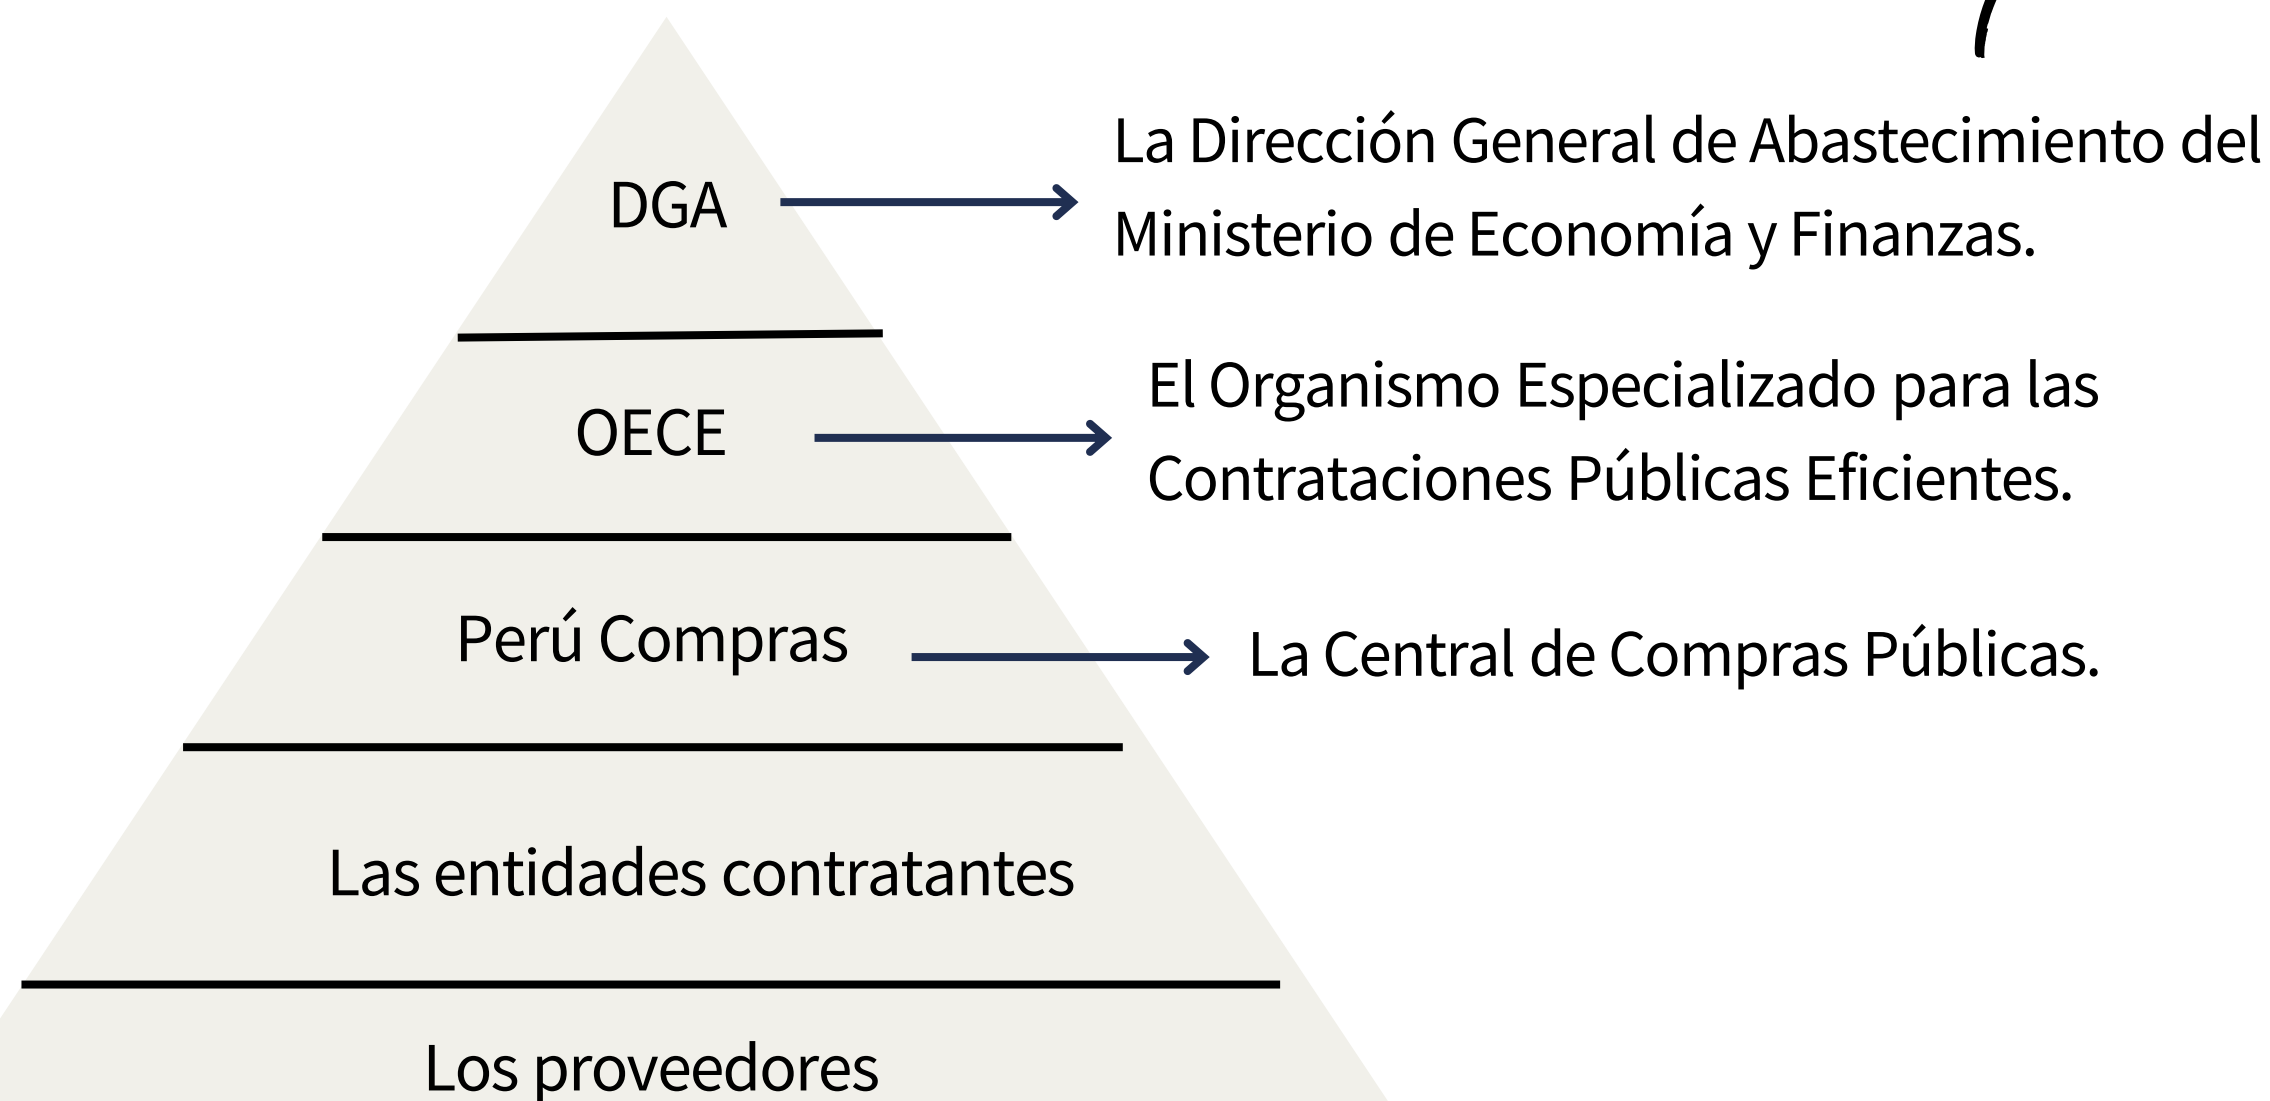 DGA
La Dirección General de Abastecimiento del
Ministerio de Economía y Finanzas.
OECE
El Organismo Especializado para las
Contrataciones Públicas Eficientes.
Perú Compras
La Central de Compras Públicas.
Las entidades contratantes
Los proveedores